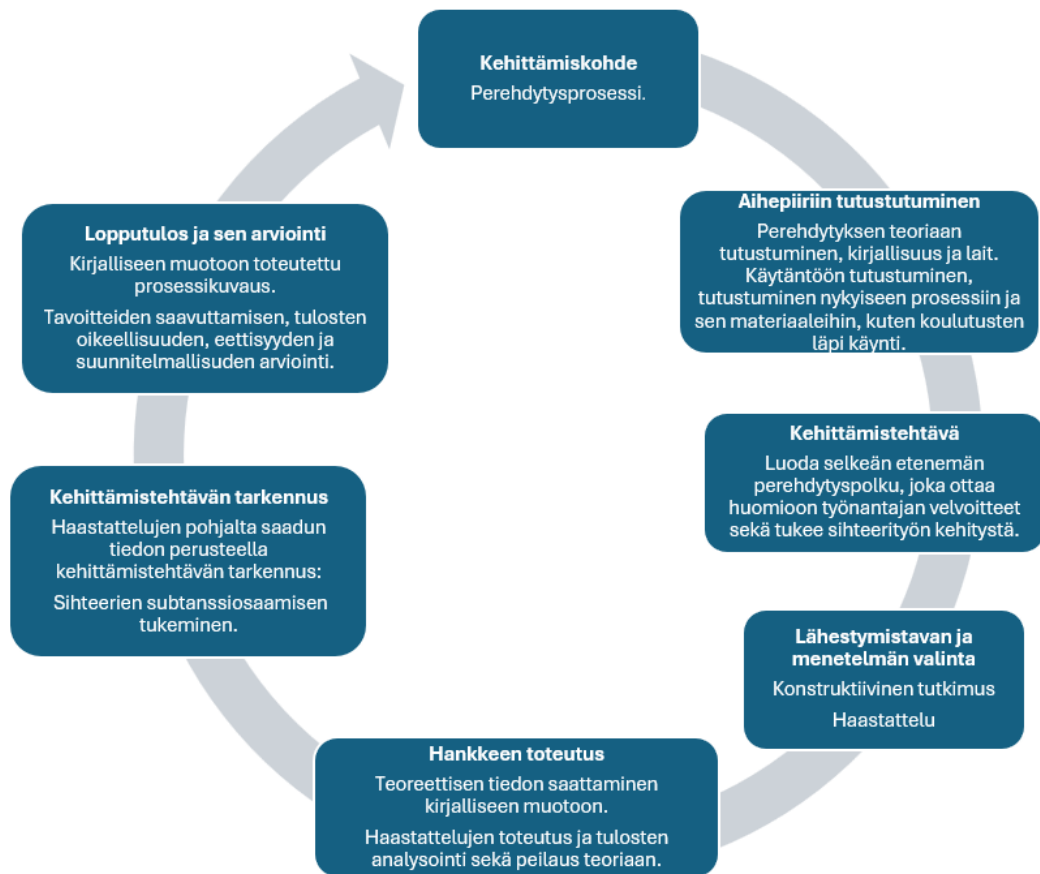 Kehittämiskohde
Perehdytysprosessi.
Aihepiiriin tutustutuminen
Perehdytyksen teoriaan
tutustuminen, kirjallisuus ja lait.
Käytäntöön tutustuminen,
tutustuminen nykyiseen prosessiin ja
sen materiaaleihin, kuten koulutusten
läpi käynti.
Kehittämistehtävä
Luoda selkeän etenemän
perehdytyspolku, joka ottaa
huomioon työnantajan velvoitteet
sekä tukee sihteerityön kehitystä.
Lähestymistavan ja
menetelmän valinta
Konstruktiivinen tutkimus
Haastattelu
Hankkeen toteutus
Teoreettisen tiedon saattaminen
kirjalliseen muotoon.
Haastattelujen toteutus ja tulosten
analysointi sekä peilaus teoriaan.
Kehittämistehtävän tarkennus
Haastattelujen pohjalta saadun
tiedon perusteella
kehittämistehtävän tarkennus:
Sihteerien subtanssiosaamisen
tukeminen.
Lopputulos ja sen arviointi
Kirjalliseen muotoon toteutettu
prosessikuvaus.
Tavoitteiden saavuttamisen, tulosten
oikeellisuuden, eettisyyden ja
suunnitelmallisuden arviointi.